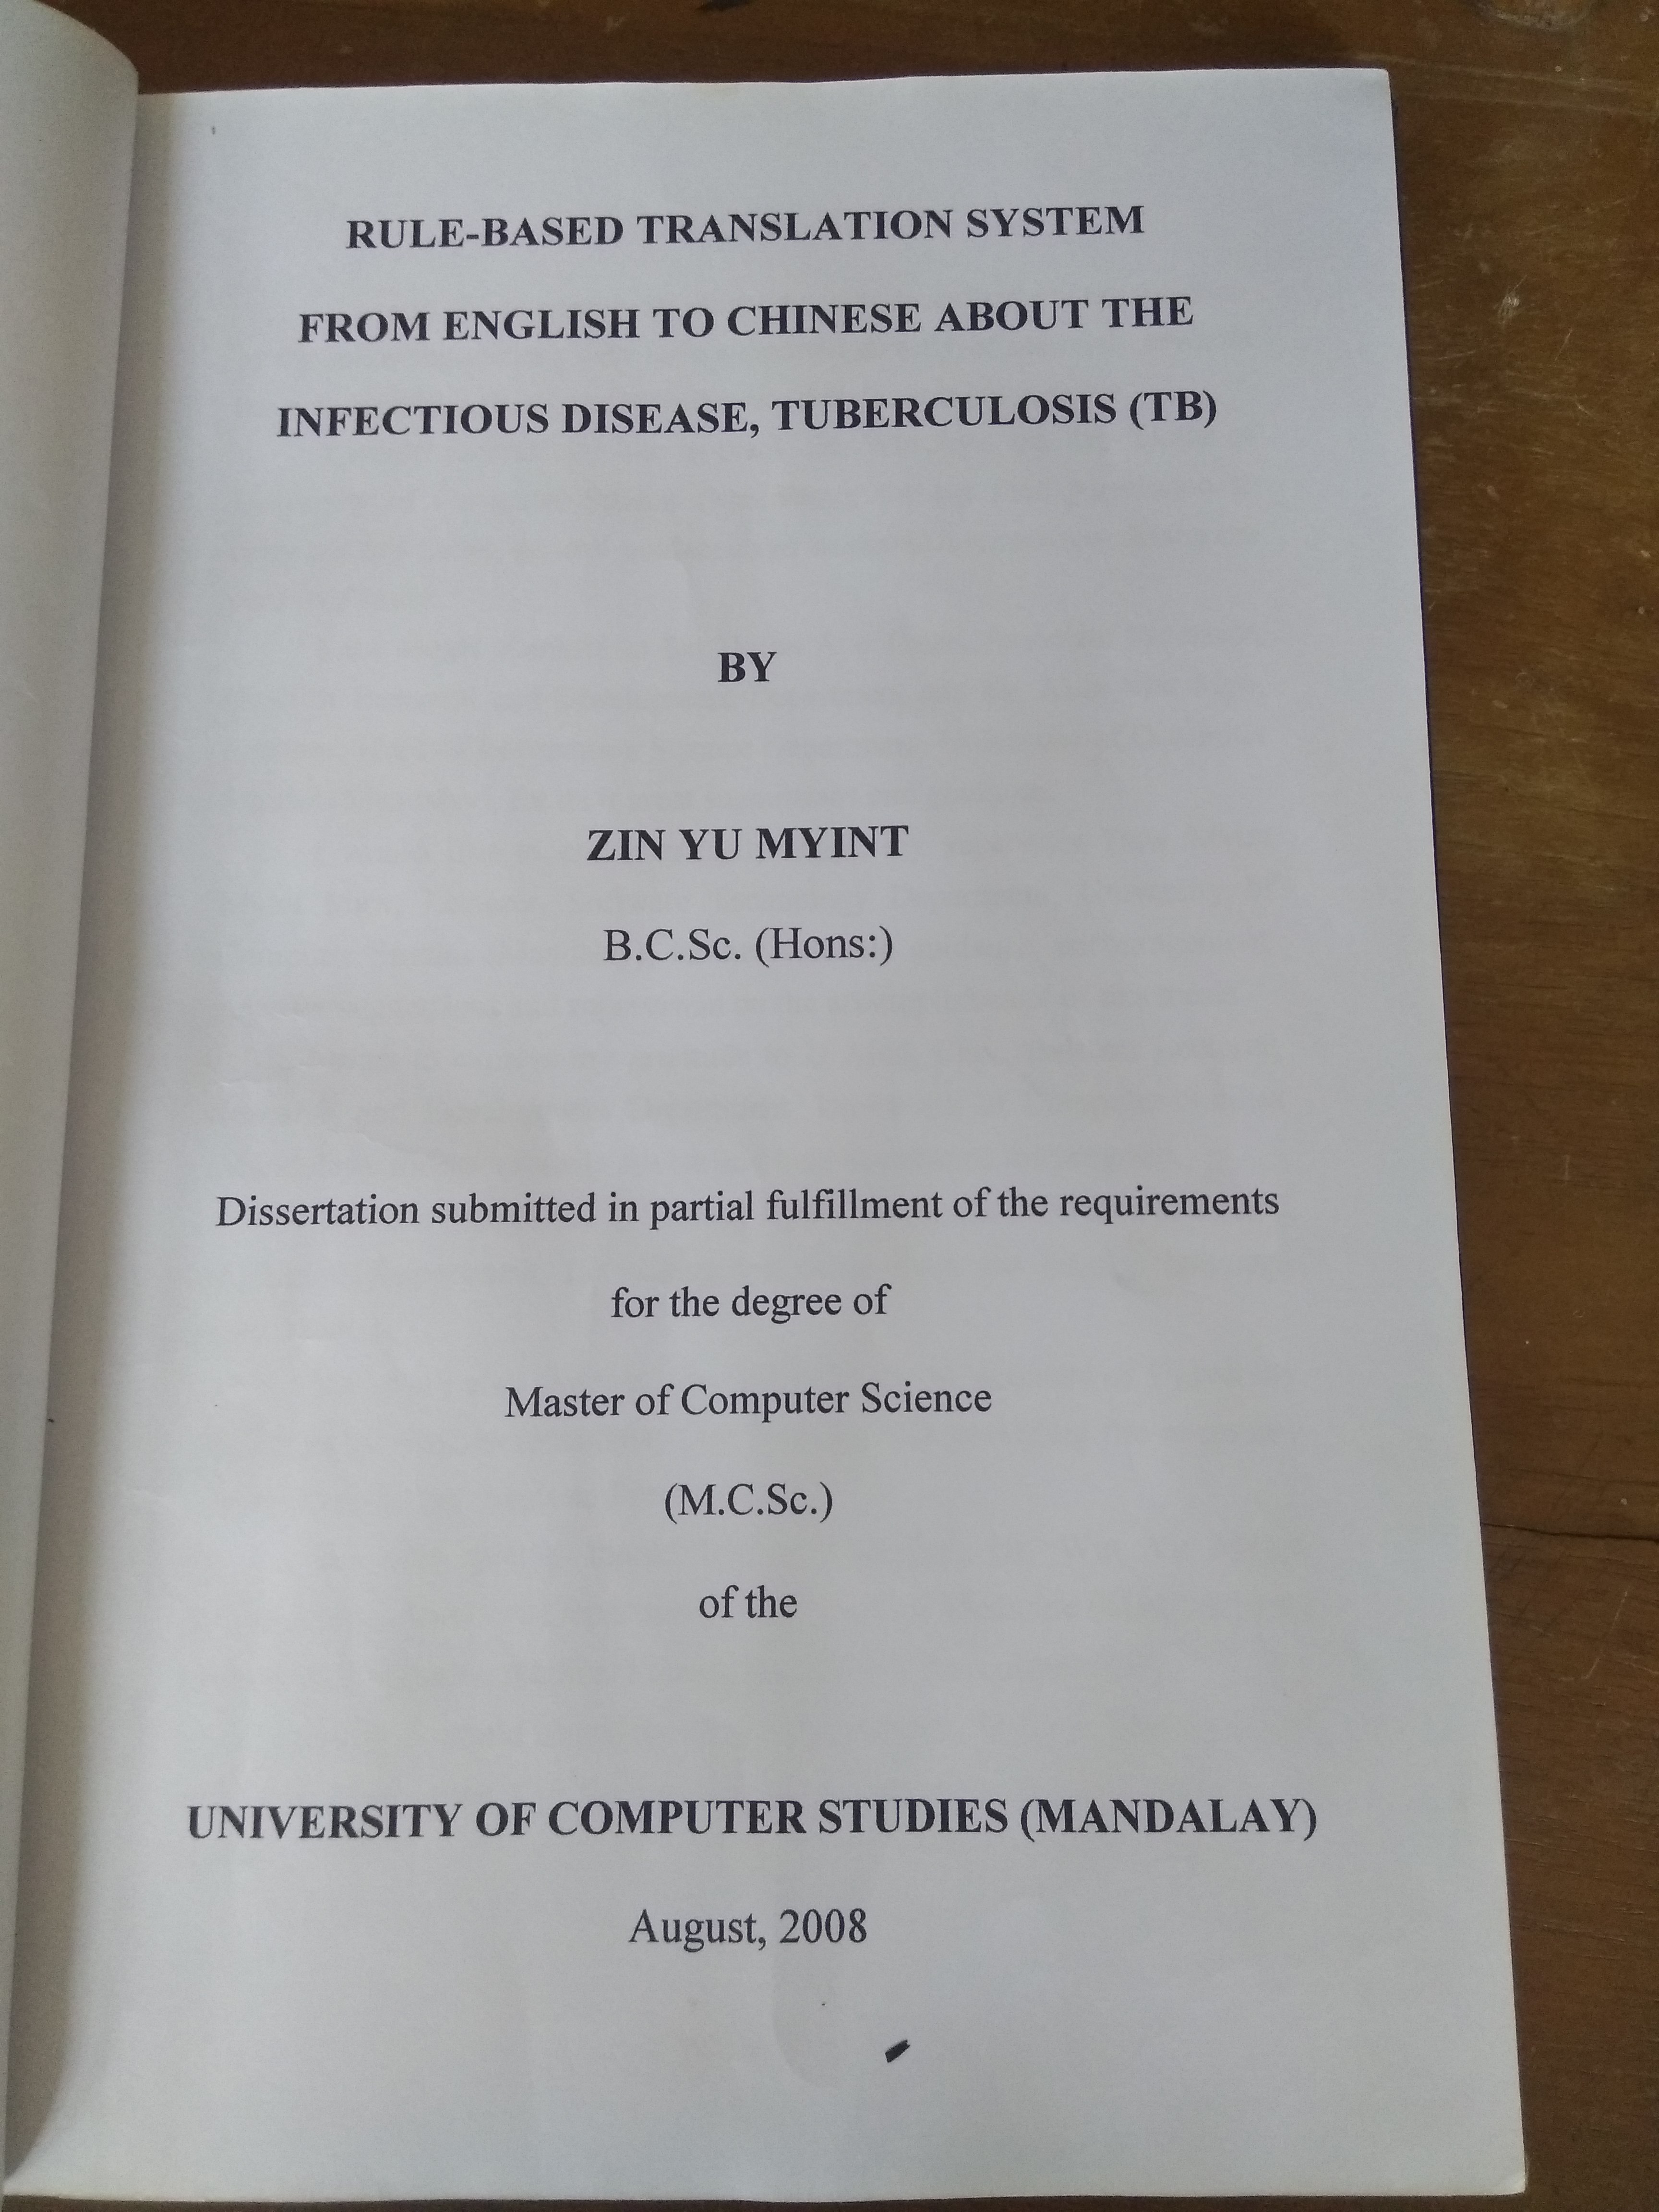 RULE-BASED TRANSLATION SYSTEM
FROM ENGLISH TO CHINESE ABOUT THE
INFECTIOUS DISEASE, TUBERCULOSIS (TB)
BY
ZIN YU MYINT
B.C.Sc. (Hons:)
Dissertation submitted in partial fulfillment of the requirements
for the degree of
Master of Computer Science
(M.C.Sc.)
of the
UNIVERSITY OF COMPUTER STUDIES (MANDALAY)
August, 2008